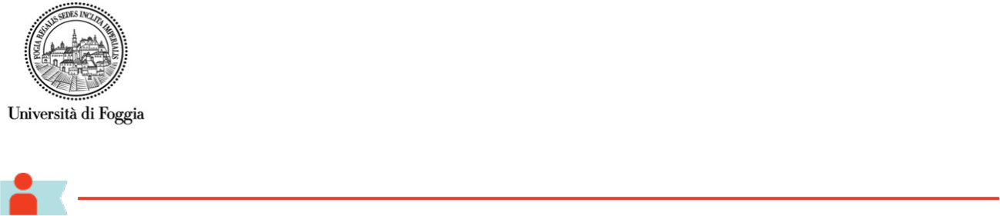 FOGIA REGALIS SEDES INCLITA IMPERIALIS
Università di Foggia